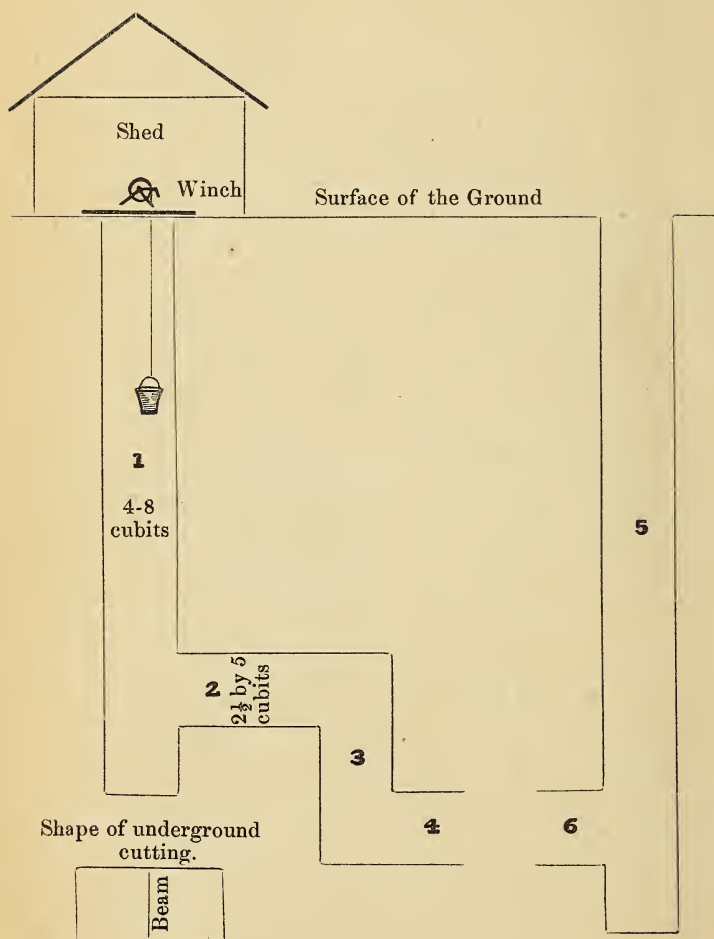 Shed
Winch
Surface of the Ground
1
4-8
cubits
5
2
2½ by 5
cubits
3
4
6
Shape of underground
cutting.
Beam